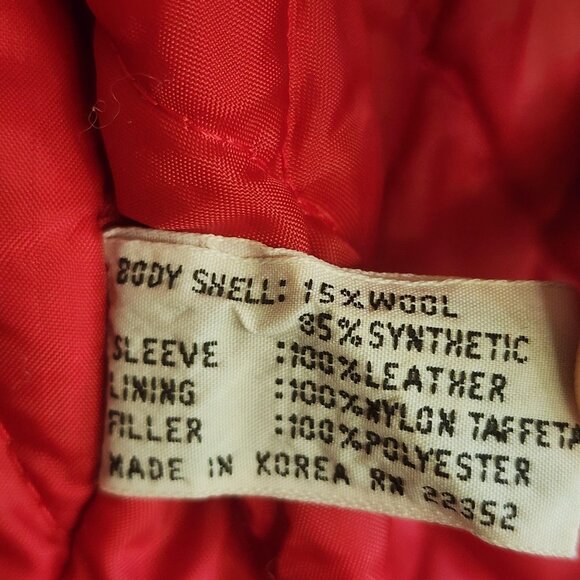 BODY SHELL: 15% WOOL
85% SYNTHETIC
SLEEVE :100% LEATHER
LINING :100% NYLON TAFFETA
FILLER :100% POLYESTER
MADE IN KOREA RN 22352